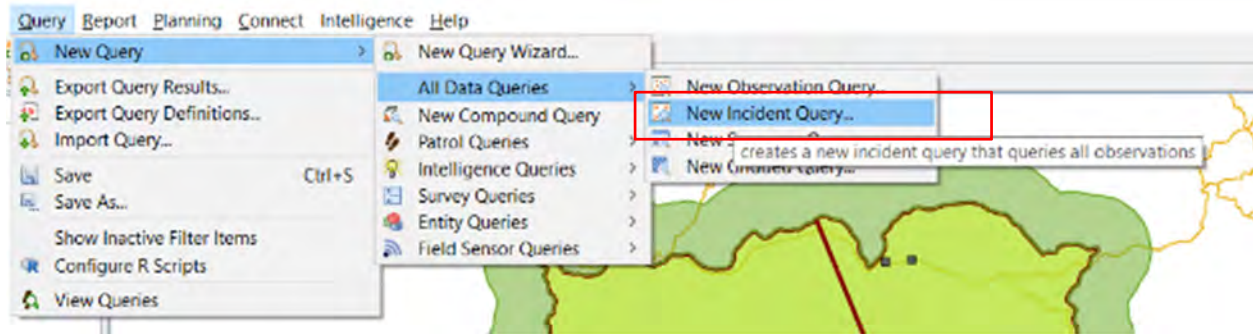 Query Report Planning Connect Intelligence Help
New Query
Export Query Results...
Export Query Definitions...
Import Query...
Save Ctrl+S
Save As...
Show Inactive Filter Items
Configure R Scripts
View Queries
New Query Wizard...
All Data Queries
New Compound Query
Patrol Queries
Intelligence Queries
Survey Queries
Entity Queries
Field Sensor Queries
New Observation Query...
New Incident Query...
New
creates a new incident query that queries all observations
New Query...